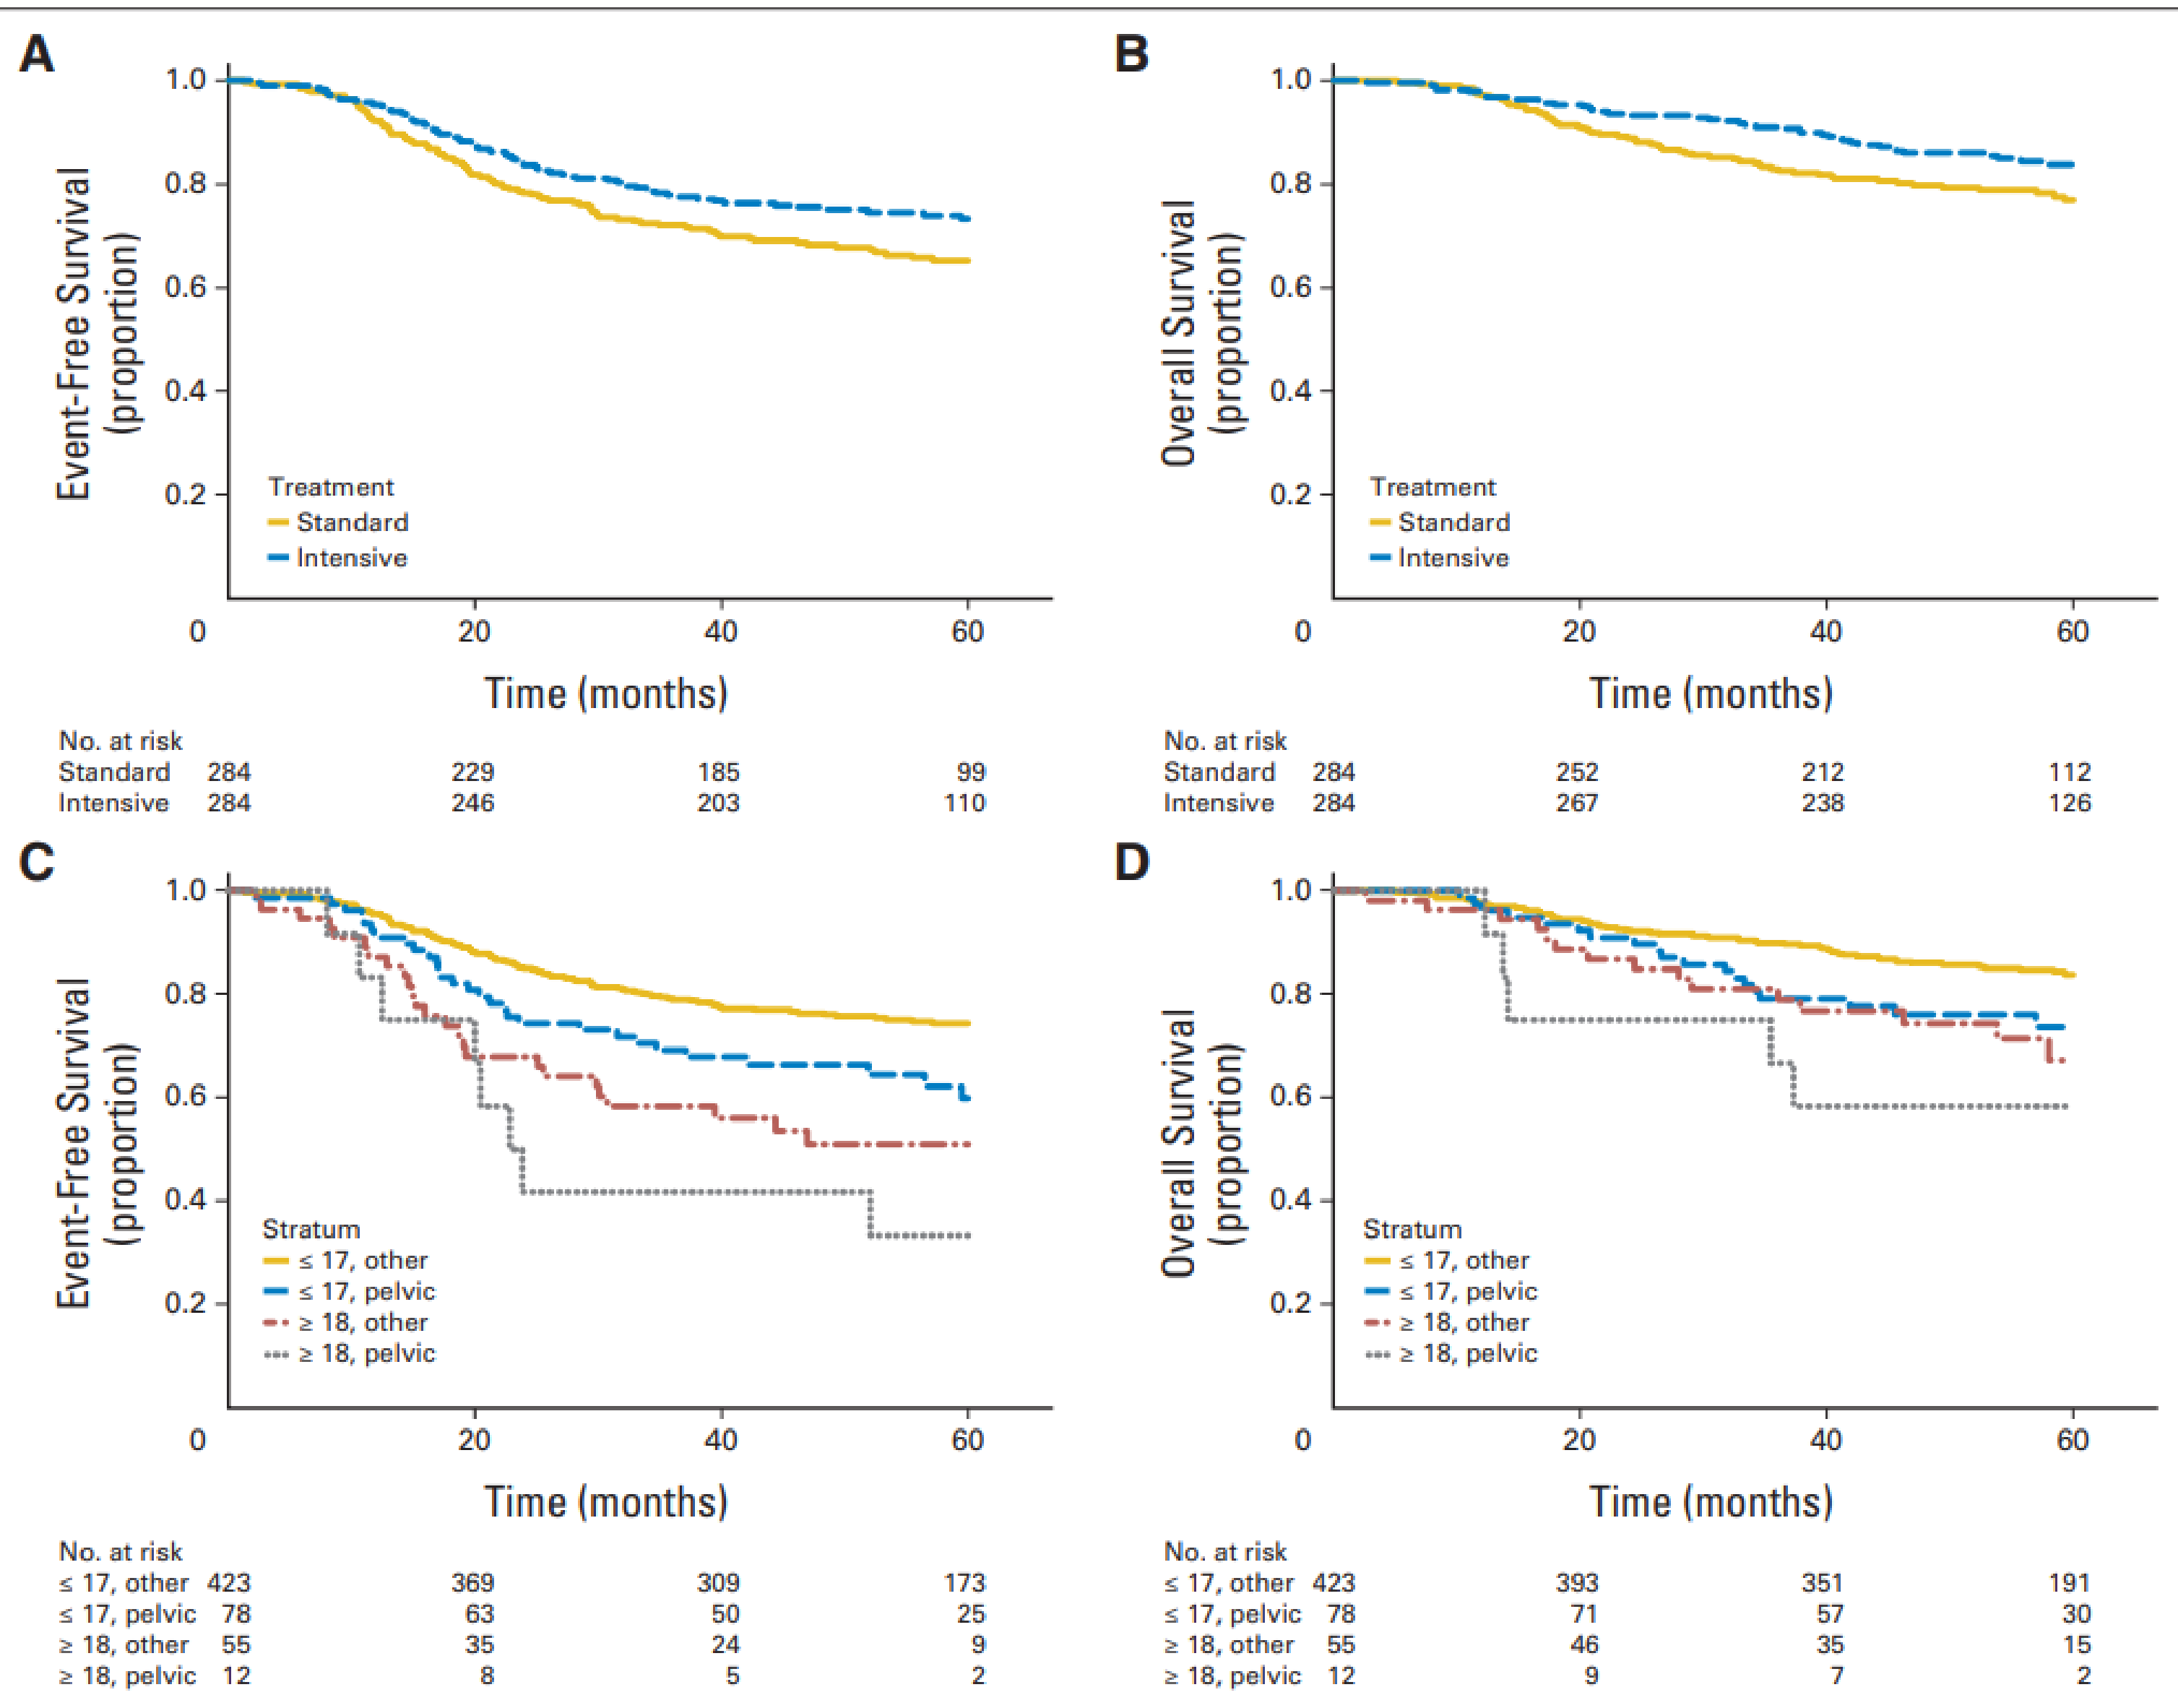 A
Event-Free Survival
(proportion)
1.0
0.8
0.6
0.4
0.2
Treatment
Standard
Intensive
0 20 40 60
Time (months)
No. at risk
Standard 284 229 185 99
Intensive 284 246 203 110
B
Overall Survival
(proportion)
1.0
0.8
0.6
0.4
0.2
Treatment
Standard
Intensive
0 20 40 60
Time (months)
No. at risk
Standard 284 252 212 112
Intensive 284 267 238 126
C
Event-Free Survival
(proportion)
1.0
0.8
0.6
0.4
0.2
Stratum
≤ 17, other
≤ 17, pelvic
≥ 18, other
≥ 18, pelvic
0 20 40 60
Time (months)
No. at risk
≤ 17, other 423 369 309 173
≤ 17, pelvic 78 63 50 25
≥ 18, other 55 35 24 9
≥ 18, pelvic 12 8 5 2
D
Overall Survival
(proportion)
1.0
0.8
0.6
0.4
0.2
Stratum
≤ 17, other
≤ 17, pelvic
≥ 18, other
≥ 18, pelvic
0 20 40 60
Time (months)
No. at risk
≤ 17, other 423 393 351 191
≤ 17, pelvic 78 71 57 30
≥ 18, other 55 46 35 15
≥ 18, pelvic 12 9 7 2